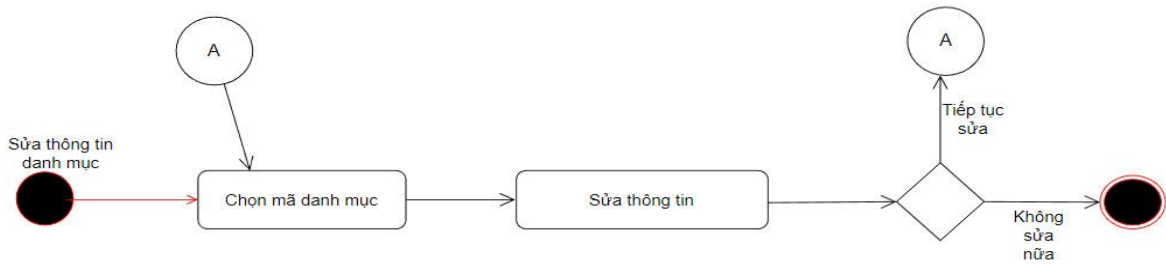 A
A
Tiếp tục
sửa
Sửa thông tin
danh mục
Chọn mã danh mục
Sửa thông tin
Không
sửa
nữa